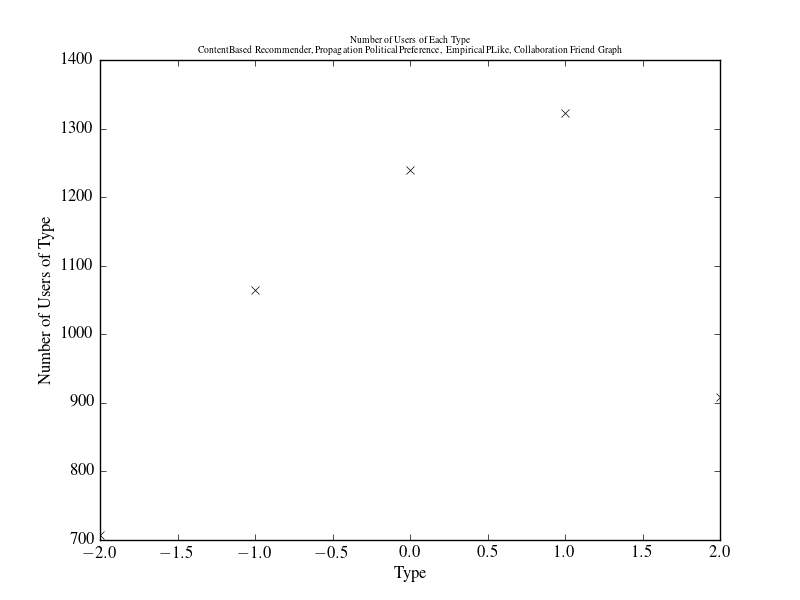 Number of Users of Each Type
ContentBased Recommender, Propagation PoliticalPreference, EmpiricalPLike, Collaboration Friend Graph
1400
1300
1200
1100
1000
900
800
700
Number of Users of Type
−2.0 −1.5 −1.0 −0.5 0.0 0.5 1.0 1.5 2.0
Type